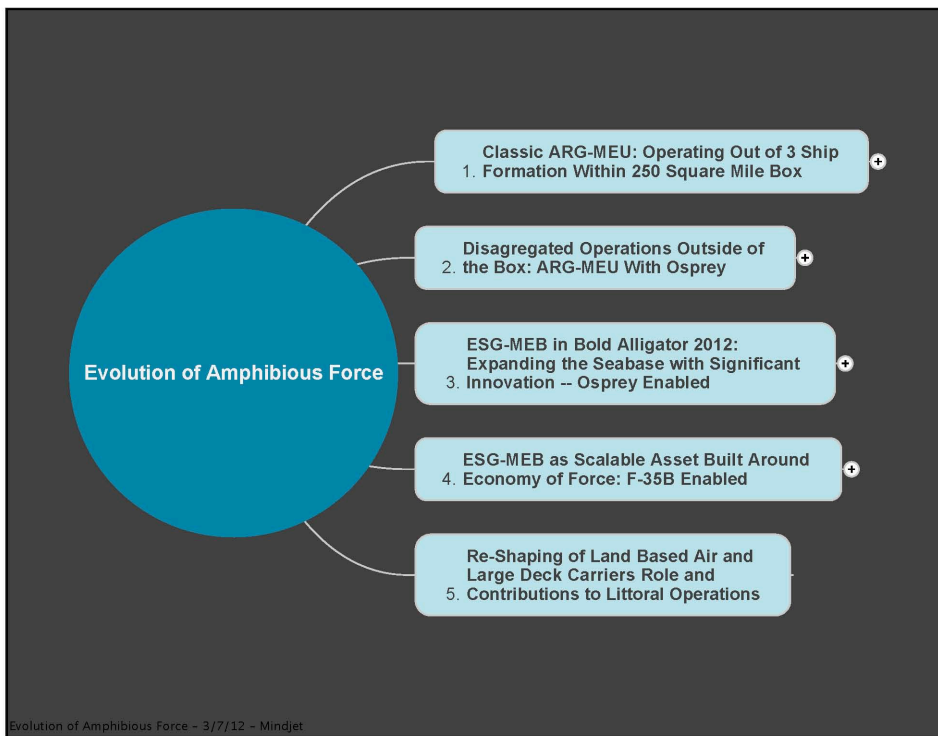 Classic ARG-MEU: Operating Out of 3 Ship
1. Formation Within 250 Square Mile Box
Disagregated Operations Outside of
2. the Box: ARG-MEU With Osprey
ESG-MEB in Bold Alligator 2012:
Expanding the Seabase with Significant
3. Innovation -- Osprey Enabled
Evolution of Amphibious Force
ESG-MEB as Scalable Asset Built Around
4. Economy of Force: F-35B Enabled
Re-Shaping of Land Based Air and
Large Deck Carriers Role and
5. Contributions to Littoral Operations
Evolution of Amphibious Force - 3/7/12 - Mindjet